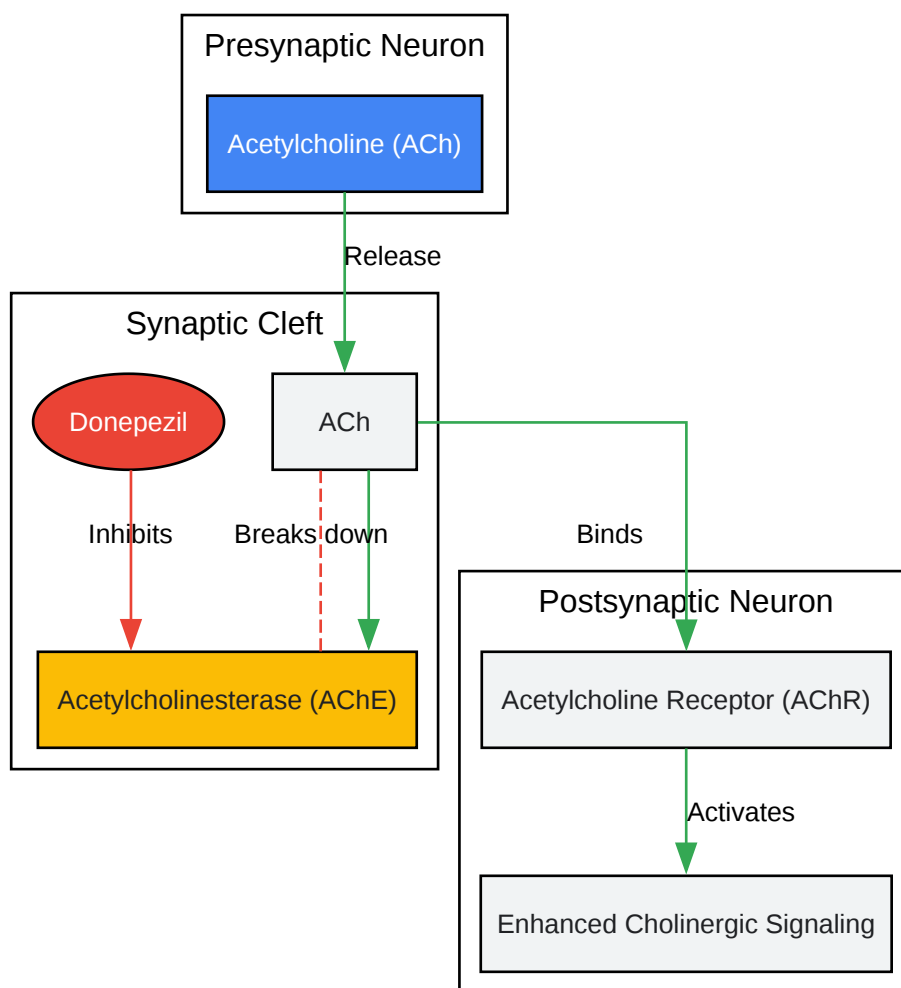 Presynaptic Neuron
Acetylcholine (ACh)
Release
Synaptic Cleft
Donepezil
ACh
Inhibits
Breaks down
Binds
Acetylcholinesterase (AChE)
Postsynaptic Neuron
Acetylcholine Receptor (AChR)
Activates
Enhanced Cholinergic Signaling